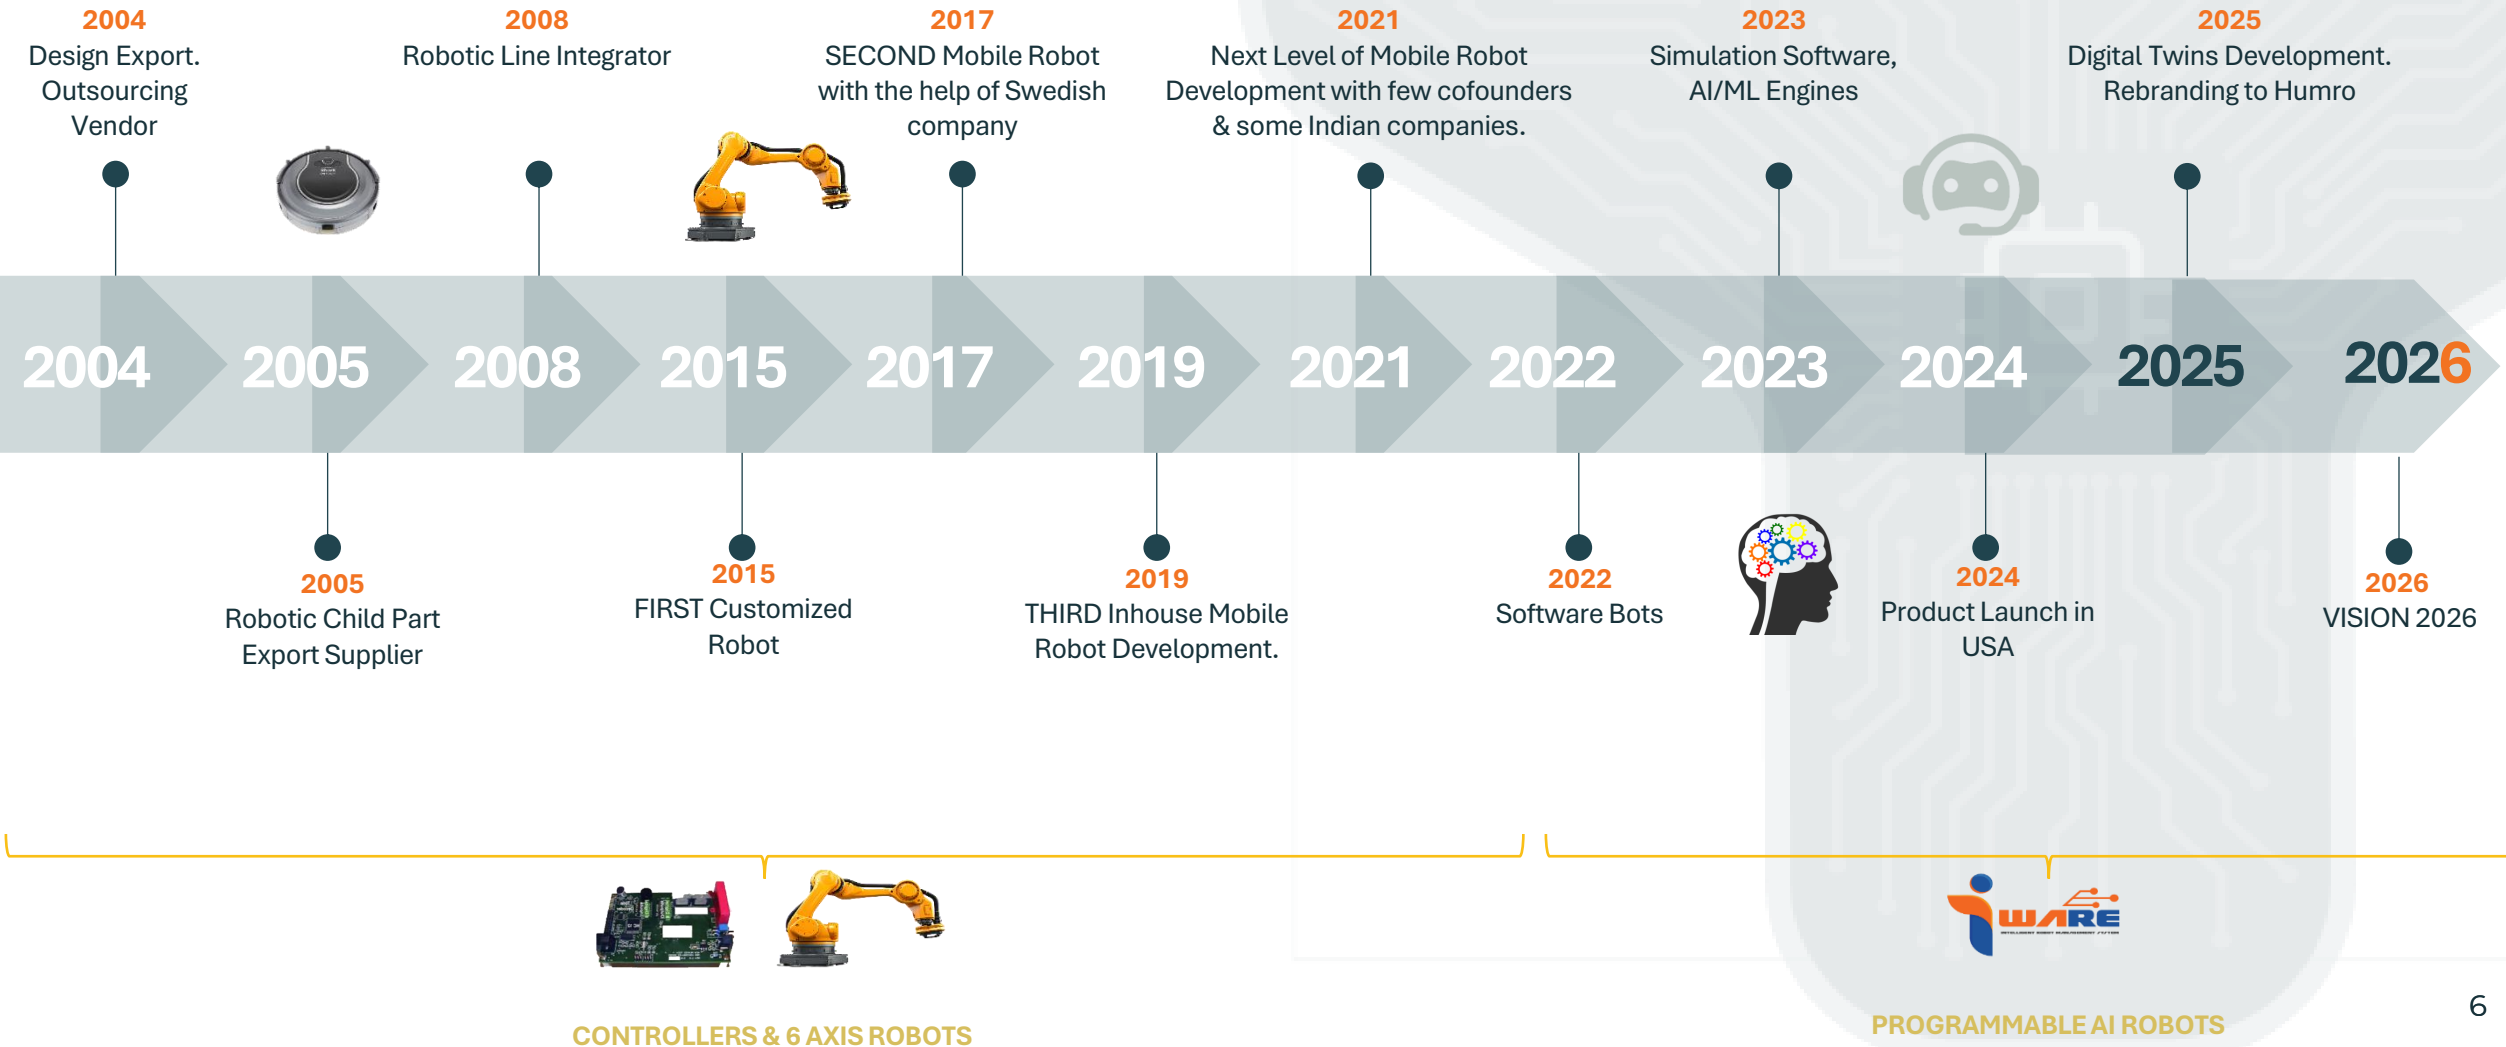 2004
Design Export.
Outsourcing
Vendor
2008
Robotic Line Integrator
2017
SECOND Mobile Robot
with the help of Swedish
company
2021
Next Level of Mobile Robot
Development with few cofounders
& some Indian companies.
2023
Simulation Software,
AI/ML Engines
2025
Digital Twins Development.
Rebranding to Humro
2004
2005
2008
2015
2017
2019
2021
2022
2023
2024
2025
2026
2005
Robotic Child Part
Export Supplier
2015
FIRST Customized
Robot
2019
THIRD Inhouse Mobile
Robot Development.
2022
Software Bots
2024
Product Launch in
USA
2026
VISION 2026
iWARE
INTELLIGENT ROBOT MANAGEMENT SYSTEM
CONTROLLERS & 6 AXIS ROBOTS
PROGRAMMABLE AI ROBOTS
6